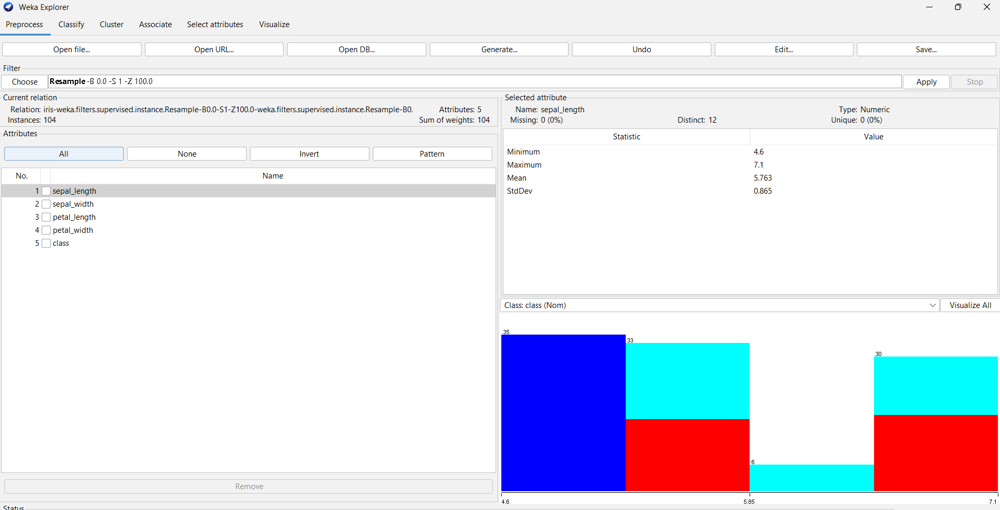 Weka Explorer
Preprocess Classify Cluster Associate Select attributes Visualize
Open file... Open URL... Open DB... Generate... Undo Edit... Save...
Filter
Choose Resample -B 0.0 -S 1 -Z 100.0 Apply Stop
Current relation
Relation: iris-weka.filters.supervised.instance.Resample-B0.0-S1-Z100.0-weka.filters.supervised.instance.Resample-B0. Attributes: 5
Instances: 104 Sum of weights: 104
Attributes
All None Invert Pattern
No. Name
1 sepal_length
2 sepal_width
3 petal_length
4 petal_width
5 class
Remove
Status
Selected attribute
Name: sepal_length Type: Numeric
Missing: 0 (0%) Distinct: 12 Unique: 0 (0%)
Statistic Value
Minimum 4.6
Maximum 7.1
Mean 5.763
StdDev 0.865
Class: class (Nom) Visualize All
35
33
30
6
4.6 5.85 7.1